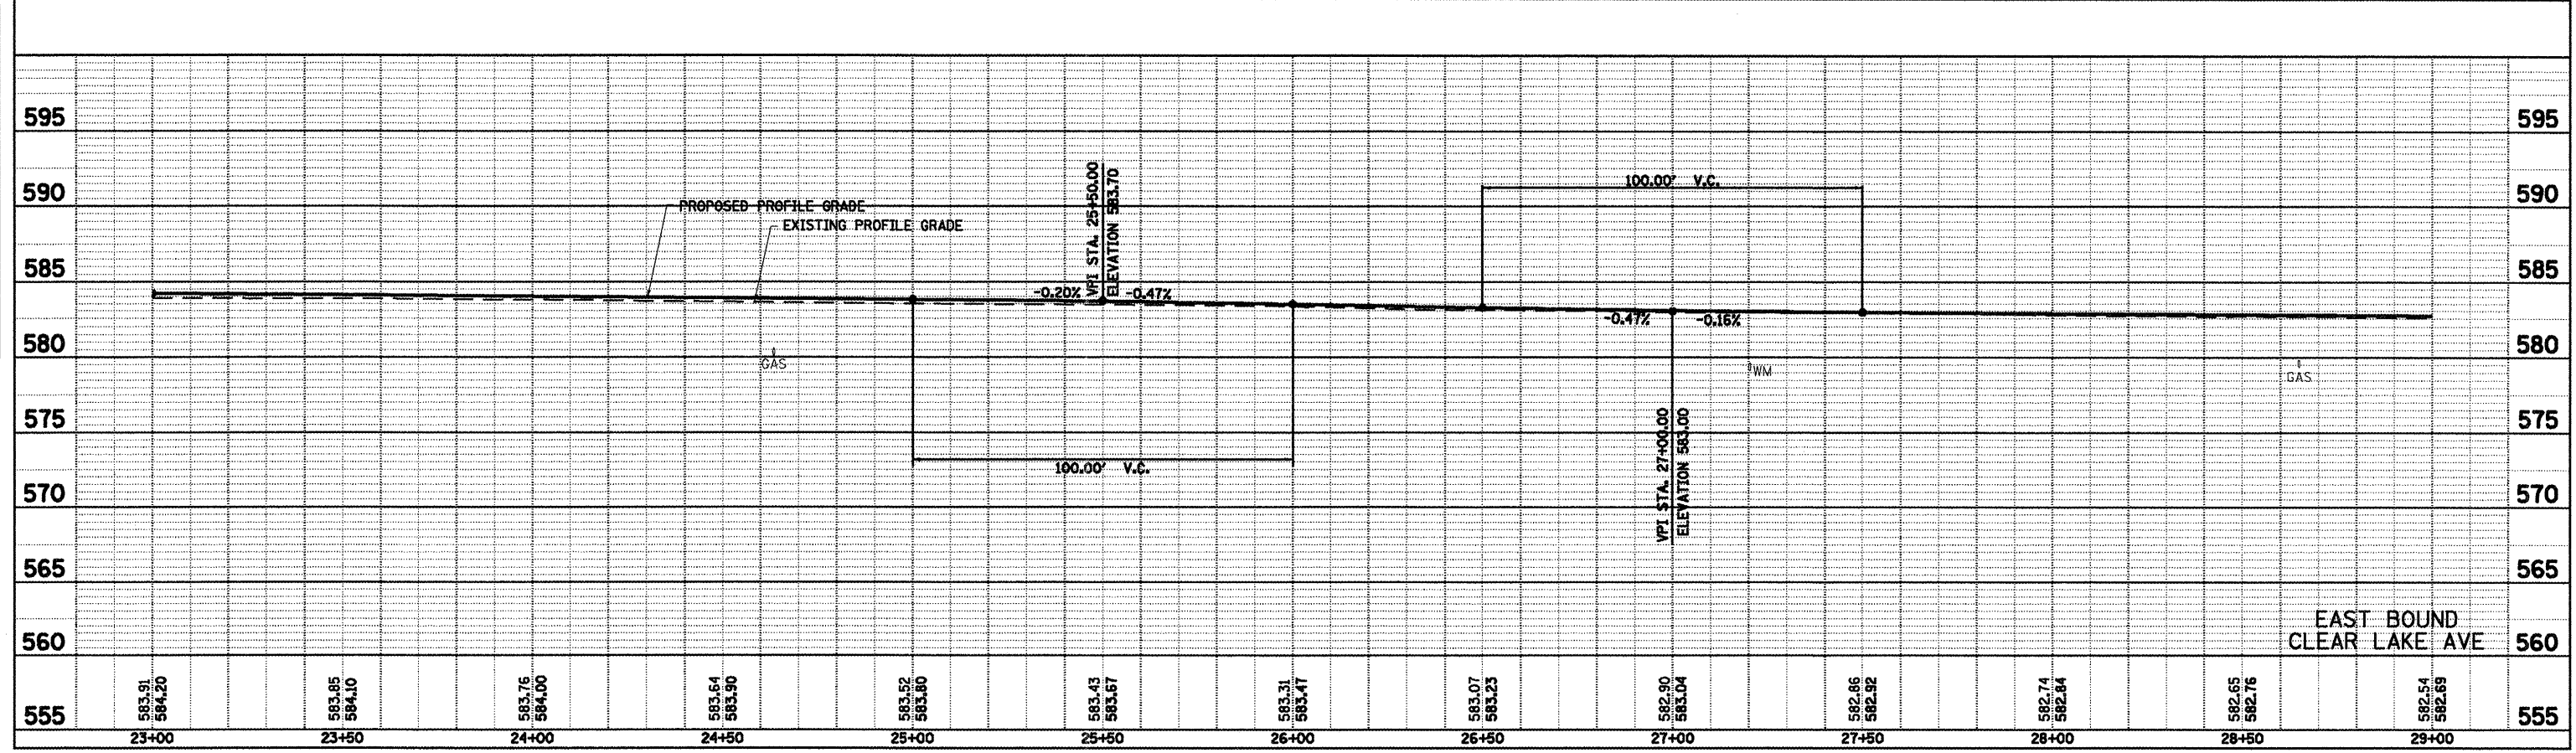 595 595
590 590
585 585
580 580
575 575
570 570
565 565
560 560
555 555
PROPOSED PROFILE GRADE
EXISTING PROFILE GRADE
VPI STA. 25+50.00
ELEVATION 583.70
-0.20% -0.47%
100.00' V.C.
100.00' V.C.
-0.47% -0.16%
VPI STA. 27+00.00
ELEVATION 583.00
GAS
WM
GAS
EAST BOUND
CLEAR LAKE AVE
583.91
584.20
583.85
584.10
583.76
584.00
583.64
583.90
583.52
583.80
583.43
583.67
583.31
583.47
583.07
583.23
582.90
583.04
582.86
582.92
582.74
582.84
582.65
582.76
582.54
582.69
23+00 23+50 24+00 24+50 25+00 25+50 26+00 26+50 27+00 27+50 28+00 28+50 29+00